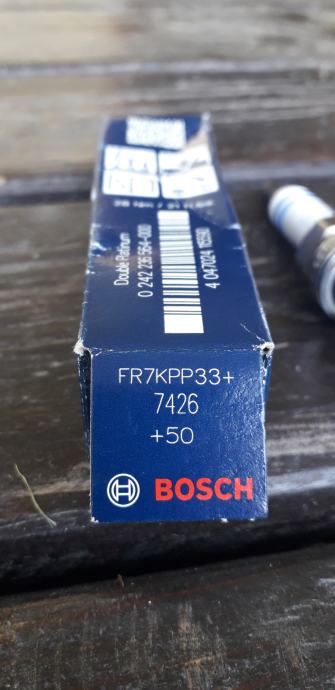 Double Platinum
0 242 236 564-000
FR7KPP33+
7426
+50
BOSCH